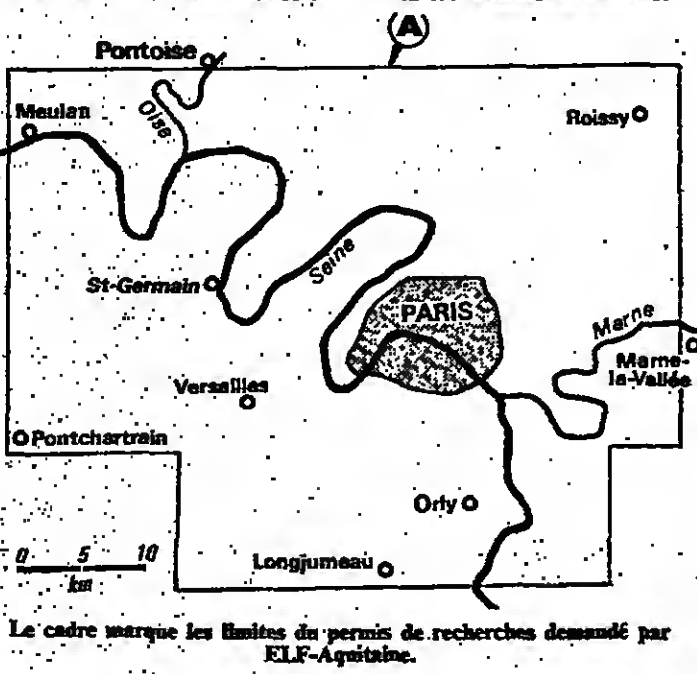 (A)
Pontoise
Meulan
Oise
Roissy
St-Germain
Seine
PARIS
Marne
Marne-
la-Vallée
Versailles
Pontchartrain
Orly
0 5 10
km
Longjumeau
Le cadre marque les limites du permis de recherches demandé par
ELF-Aquitaine.